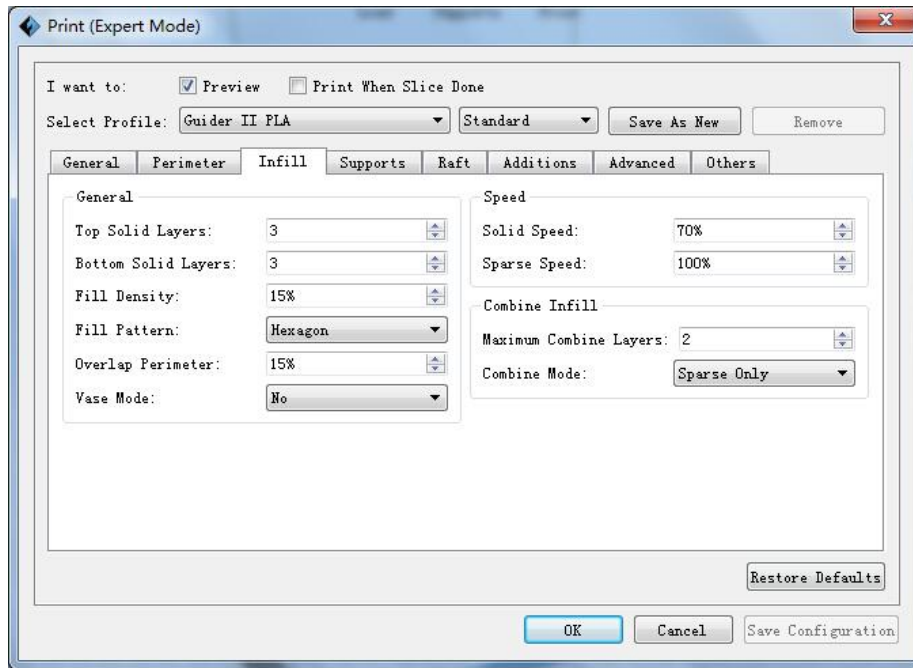 Print (Expert Mode)
I want to: Preview Print When Slice Done
Select Profile: Guider II PLA Standard Save As New Remove
General Perimeter Infill Supports Raft Additions Advanced Others
General
Top Solid Layers: 3
Bottom Solid Layers: 3
Fill Density: 15%
Fill Pattern: Hexagon
Overlap Perimeter: 15%
Vase Mode: No
Speed
Solid Speed: 70%
Sparse Speed: 100%
Combine Infill
Maximum Combine Layers: 2
Combine Mode: Sparse Only
Restore Defaults
OK Cancel Save Configuration